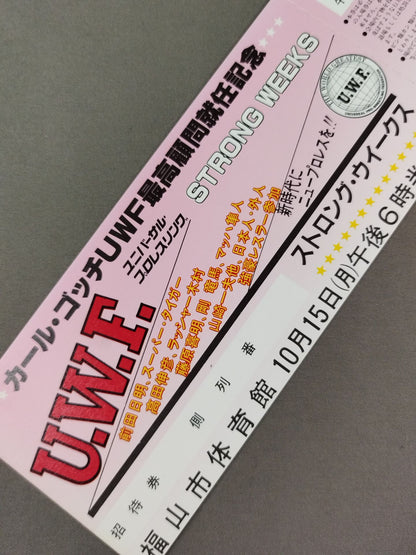 カール・ゴッチUWF最高顧問就任記念
STRONG WEEKS
U.W.F.
ユニバーサル・
プロレスリング
THE WORLD GREATEST
U.W.F.
前田日明、スーパー・タイガー
高田伸彦、ラッシャー木村
藤原喜明、剛竜馬、マッハ隼人
山崎一夫他、日本人・外人
強豪レスラー参加
新時代に
ニュープロレスを!!
ストロング・ウイークス
招待券 側 列 番
福山市体育館 10月15日(月)午後6時